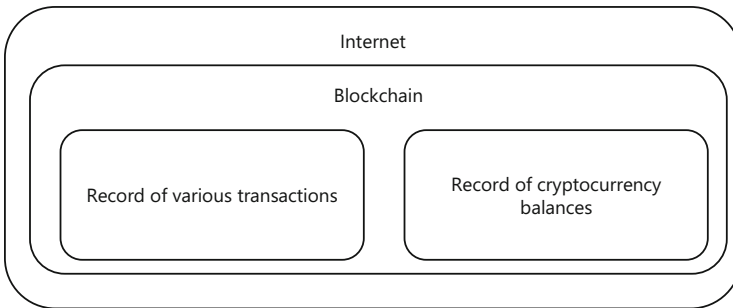 Internet
Blockchain
Record of various transactions
Record of cryptocurrency
balances